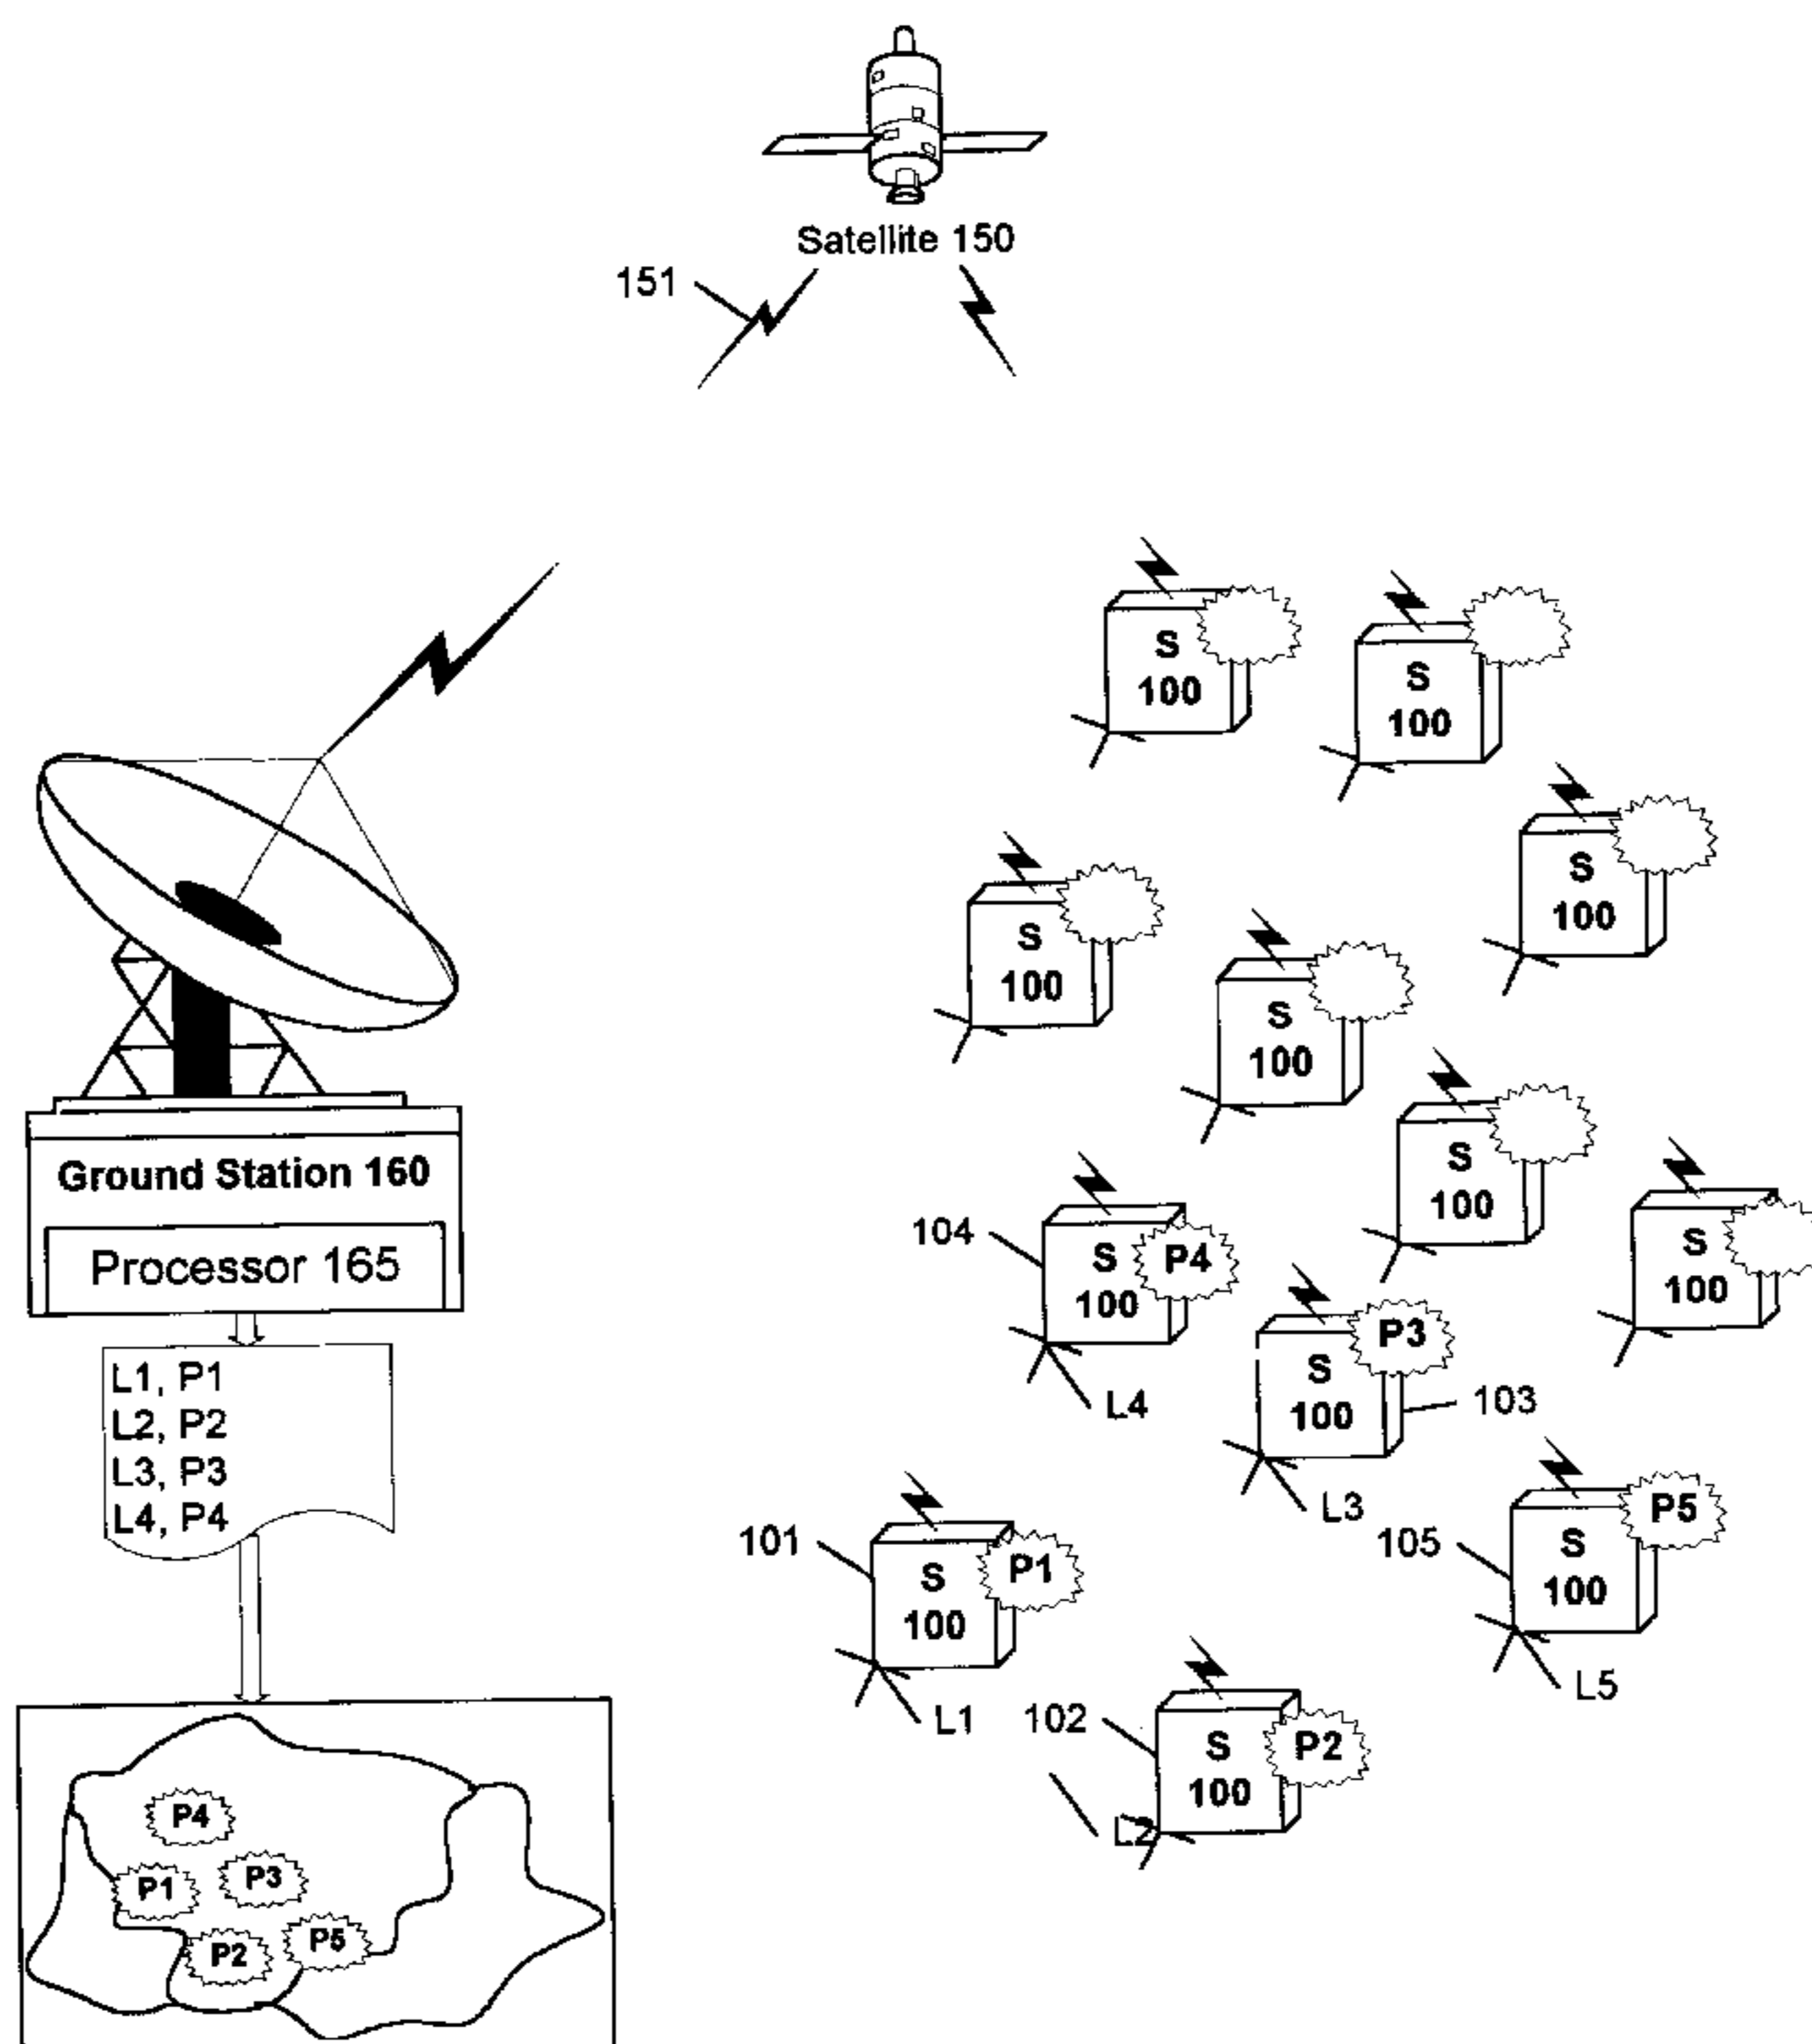 Satellite 150
151
S
100
S
100
S
100
S
100
S
100
S
100
S
100
104
S
100
P4
L4
S
100
P3
103
L3
101
S
100
P1
L1
105
S
100
P5
L5
102
S
100
P2
L2
Ground Station 160
Processor 165
L1, P1
L2, P2
L3, P3
L4, P4
P4
P3
P1
P5
P2